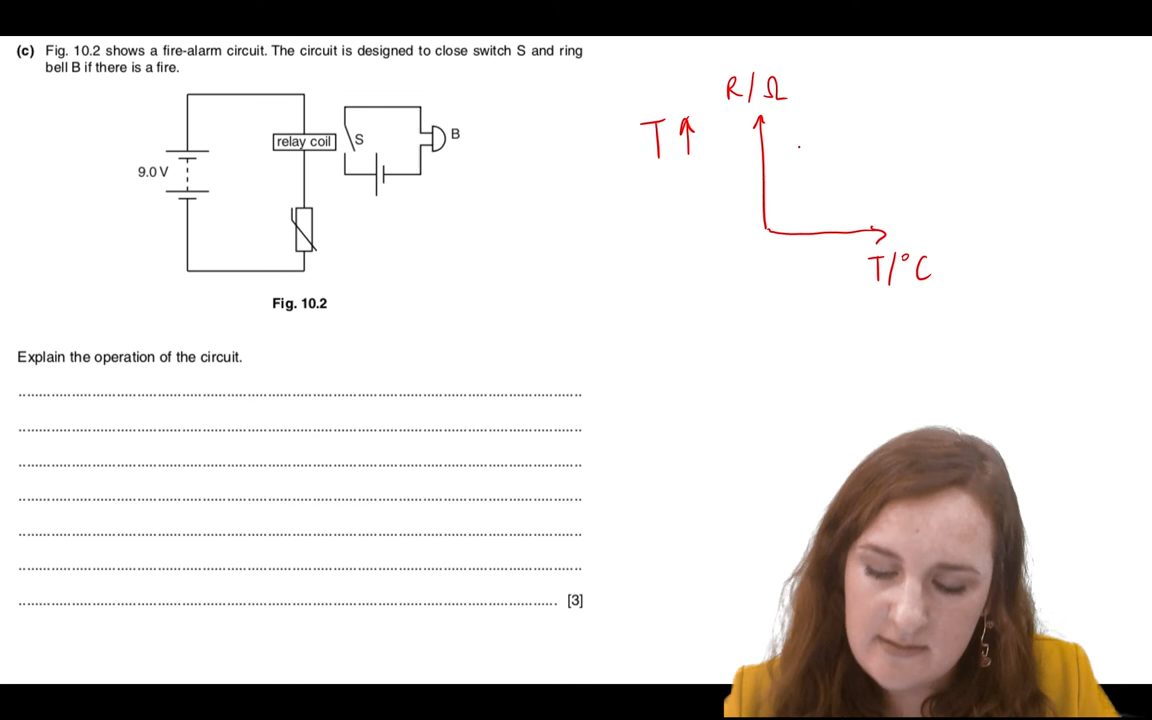 (c) Fig. 10.2 shows a fire-alarm circuit. The circuit is designed to close switch S and ring
bell B if there is a fire.
relay coil
S
B
9.0 V
Fig. 10.2
Explain the operation of the circuit.
[3]
R/Ω
T↑
T/°C